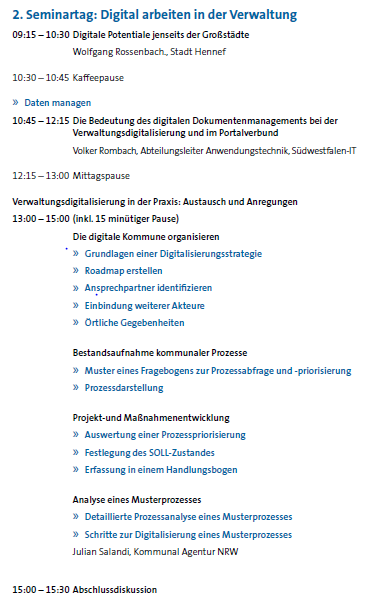 2. Seminartag: Digital arbeiten in der Verwaltung
09:15 – 10:30 Digitale Potentiale jenseits der Großstädte
Wolfgang Rossenbach., Stadt Hennef
10:30 – 10:45 Kaffeepause
» Daten managen
10:45 – 12:15 Die Bedeutung des digitalen Dokumentenmanagements bei der
Verwaltungsdigitalisierung und im Portalverbund
Volker Rombach, Abteilungsleiter Anwendungstechnik, Südwestfalen-IT
12:15 – 13:00 Mittagspause
Verwaltungsdigitalisierung in der Praxis: Austausch und Anregungen
13:00 – 15:00 (inkl. 15 minütiger Pause)
Die digitale Kommune organisieren
» Grundlagen einer Digitalisierungsstrategie
» Roadmap erstellen
» Ansprechpartner identifizieren
» Einbindung weiterer Akteure
» Örtliche Gegebenheiten
Bestandsaufnahme kommunaler Prozesse
» Muster eines Fragebogens zur Prozessabfrage und -priorisierung
» Prozessdarstellung
Projekt-und Maßnahmenentwicklung
» Auswertung einer Prozesspriorisierung
» Festlegung des SOLL-Zustandes
» Erfassung in einem Handlungsbogen
Analyse eines Musterprozesses
» Detaillierte Prozessanalyse eines Musterprozesses
» Schritte zur Digitalisierung eines Musterprozesses
Julian Salandi, Kommunal Agentur NRW
15:00 – 15:30 Abschlussdiskussion